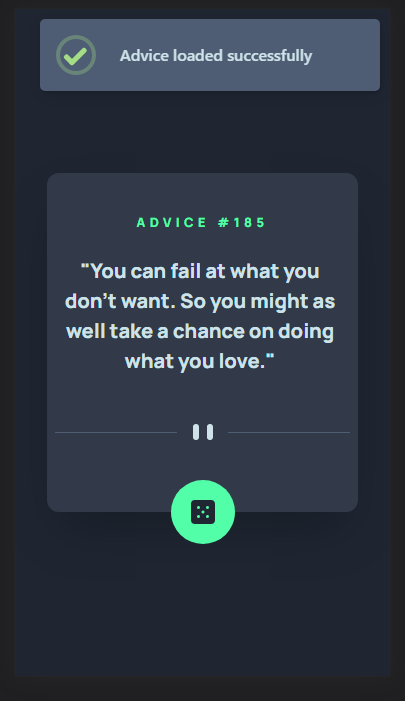 Advice loaded successfully
ADVICE #185
"You can fail at what you
don't want. So you might as
well take a chance on doing
what you love."